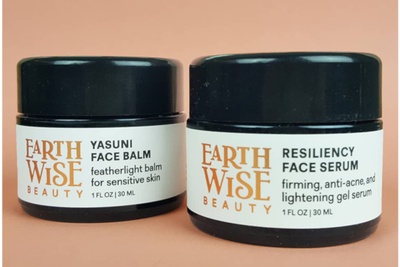 EARTH
WISE
BEAUTY
YASUNI
FACE BALM
featherlight balm
for sensitive skin
1 FL OZ | 30 ML
EARTH
WISE
BEAUTY
RESILIENCY
FACE SERUM
firming, anti-acne, and
lightening gel serum
1 FL OZ | 30 ML